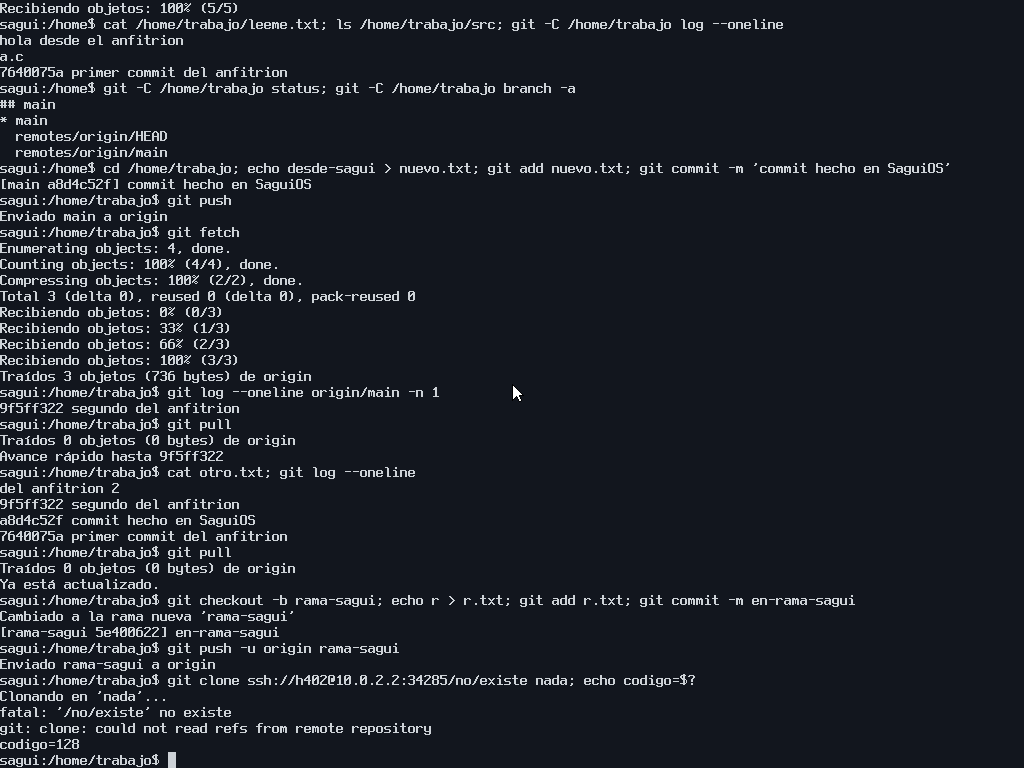 Recibiendo objetos: 100% (5/5)
sagui:/home$ cat /home/trabajo/leeme.txt; ls /home/trabajo/src; git -C /home/trabajo log --oneline
hola desde el anfitrion
a.c
7640075a primer commit del anfitrion
sagui:/home$ git -C /home/trabajo status; git -C /home/trabajo branch -a
## main
* main
  remotes/origin/HEAD
  remotes/origin/main
sagui:/home$ cd /home/trabajo; echo desde-sagui > nuevo.txt; git add nuevo.txt; git commit -m 'commit hecho en SaguiOS'
[main a8d4c52f] commit hecho en SaguiOS
sagui:/home/trabajo$ git push
Enviado main a origin
sagui:/home/trabajo$ git fetch
Enumerating objects: 4, done.
Counting objects: 100% (4/4), done.
Compressing objects: 100% (2/2), done.
Total 3 (delta 0), reused 0 (delta 0), pack-reused 0
Recibiendo objetos: 0% (0/3)
Recibiendo objetos: 33% (1/3)
Recibiendo objetos: 66% (2/3)
Recibiendo objetos: 100% (3/3)
Traídos 3 objetos (736 bytes) de origin
sagui:/home/trabajo$ git log --oneline origin/main -n 1
9f5ff322 segundo del anfitrion
sagui:/home/trabajo$ git pull
Traídos 0 objetos (0 bytes) de origin
Avance rápido hasta 9f5ff322
sagui:/home/trabajo$ cat otro.txt; git log --oneline
del anfitrion 2
9f5ff322 segundo del anfitrion
a8d4c52f commit hecho en SaguiOS
7640075a primer commit del anfitrion
sagui:/home/trabajo$ git pull
Traídos 0 objetos (0 bytes) de origin
Ya está actualizado.
sagui:/home/trabajo$ git checkout -b rama-sagui; echo r > r.txt; git add r.txt; git commit -m en-rama-sagui
Cambiado a la rama nueva 'rama-sagui'
[rama-sagui 5e400622] en-rama-sagui
sagui:/home/trabajo$ git push -u origin rama-sagui
Enviado rama-sagui a origin
sagui:/home/trabajo$ git clone ssh://h402@10.0.2.2:34285/no/existe nada; echo codigo=$?
Clonando en 'nada'...
fatal: '/no/existe' no existe
git: clone: could not read refs from remote repository
codigo=128
sagui:/home/trabajo$